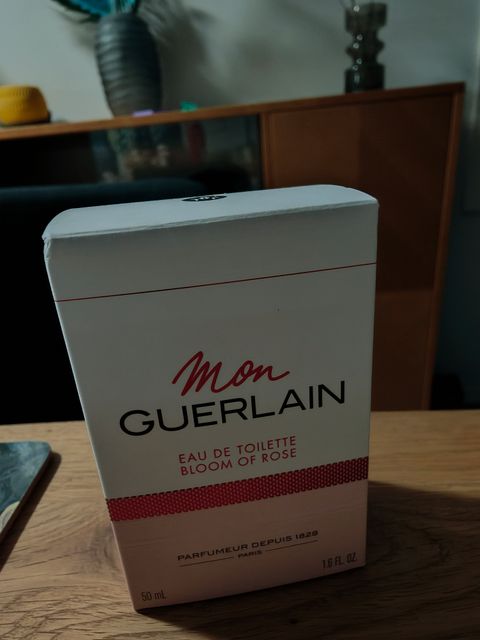 Mon
GUERLAIN
EAU DE TOILETTE
BLOOM OF ROSE
PARFUMEUR DEPUIS 1828
PARIS
50 mL
1.6 FL. OZ.